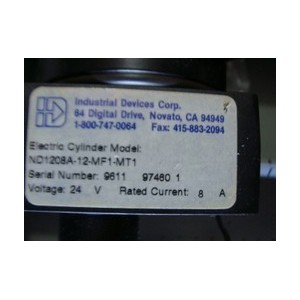 Industrial Devices Corp.
64 Digital Drive, Novato, CA 94949
1-800-747-0064 Fax: 415-883-2094
Electric Cylinder Model:
ND1208A-12-MF1-MT1
Serial Number: 9611 97460 1
Voltage: 24 V Rated Current: 8 A